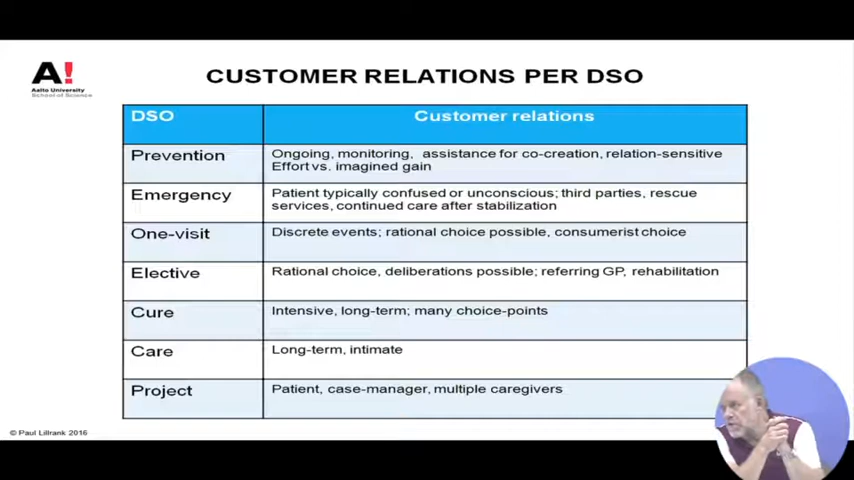 A!
Aalto University
School of Science
CUSTOMER RELATIONS PER DSO
DSO
Customer relations
Prevention
Ongoing, monitoring, assistance for co-creation, relation-sensitive
Effort vs. imagined gain
Emergency
Patient typically confused or unconscious; third parties, rescue
services, continued care after stabilization
One-visit
Discrete events; rational choice possible, consumerist choice
Elective
Rational choice, deliberations possible; referring GP, rehabilitation
Cure
Intensive, long-term; many choice-points
Care
Long-term, intimate
Project
Patient, case-manager, multiple caregivers
© Paul Lillrank 2016